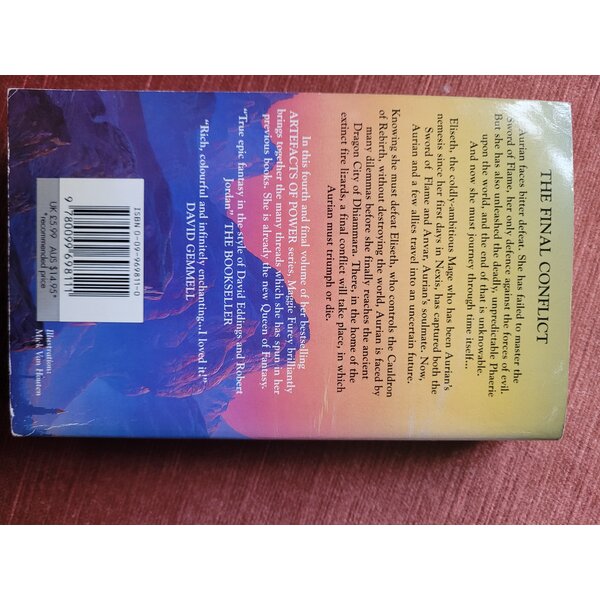 THE FINAL CONFLICT
Aurian faces bitter defeat. She has failed to master the
Sword of Flame, her only defence against the forces of evil.
But she has also unleashed the deadly, unpredictable Phaerie
upon the world, and the end of that is unknowable.
And now she must journey through time itself...
Eliseth, the coldly-ambitious Mage who has been Aurian's
nemesis since her first days in Nexis, has captured both the
Sword of Flame and Anvar, Aurian's soulmate. Now,
Aurian and a few allies travel into an uncertain future.
Knowing she must defeat Eliseth, who controls the Cauldron
of Rebirth, without destroying the world, Aurian is faced by
many dilemmas before she finally reaches the ancient
Dragon City of Dhiammara. There, in the home of the
extinct fire lizards, a final conflict will take place, in which
Aurian must triumph or die.
In this fourth and final volume of her bestselling
ARTEFACTS OF POWER series, Maggie Furey brilliantly
brings together the many threads which she has spun in her
previous books. She is already the new Queen of Fantasy.
"True epic fantasy in the style of David Eddings and Robert
Jordan" THE BOOKSELLER
"Rich, colourful and infinitely enchanting...I loved it."
DAVID GEMMELL
ISBN 0-09-969811-0
9 780099 698111
UK £5.99 AUS $14.95*
*recommended price
Illustration:
Mick Van Houten